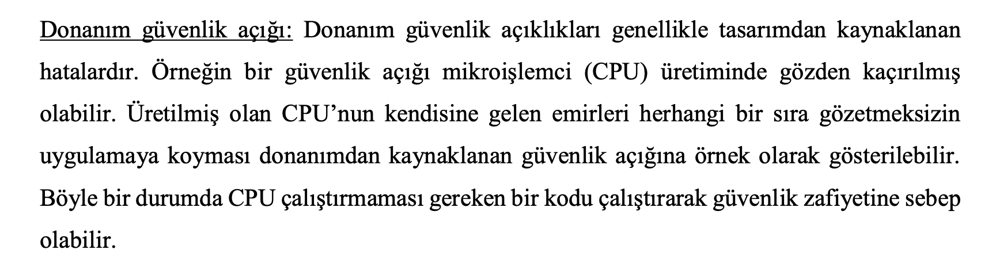 Donanım güvenlik açığı: Donanım güvenlik açıklıkları genellikle tasarımdan kaynaklanan
hatalardır. Örneğin bir güvenlik açığı mikroişlemci (CPU) üretiminde gözden kaçırılmış
olabilir. Üretilmiş olan CPU’nun kendisine gelen emirleri herhangi bir sıra gözetmeksizin
uygulamaya koyması donanımdan kaynaklanan güvenlik açığına örnek olarak gösterilebilir.
Böyle bir durumda CPU çalıştırmaması gereken bir kodu çalıştırarak güvenlik zafiyetine sebep
olabilir.